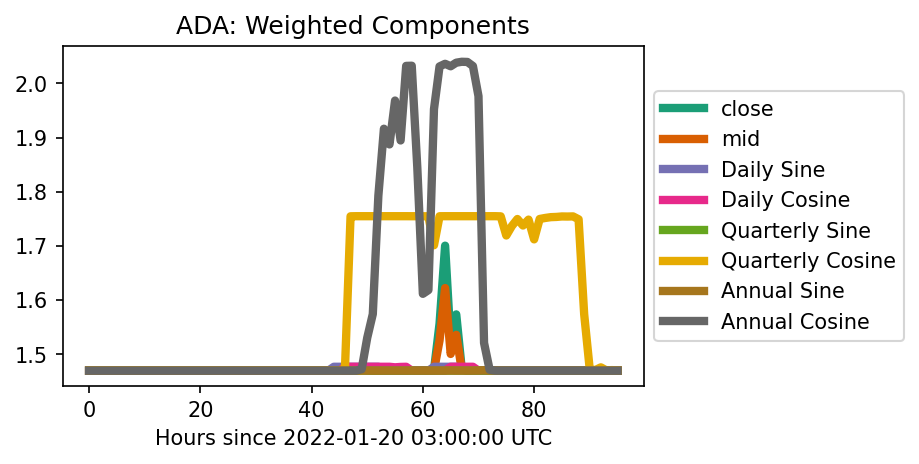 ADA: Weighted Components
2.0
1.9
1.8
1.7
1.6
1.5
0
20
40
60
80
Hours since 2022-01-20 03:00:00 UTC
close
mid
Daily Sine
Daily Cosine
Quarterly Sine
Quarterly Cosine
Annual Sine
Annual Cosine